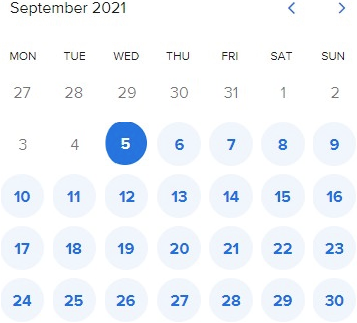 September 2021
MON TUE WED THU FRI SAT SUN
27 28 29 30 31 1 2
3 4 5 6 7 8 9
10 11 12 13 14 15 16
17 18 19 20 21 22 23
24 25 26 27 28 29 30